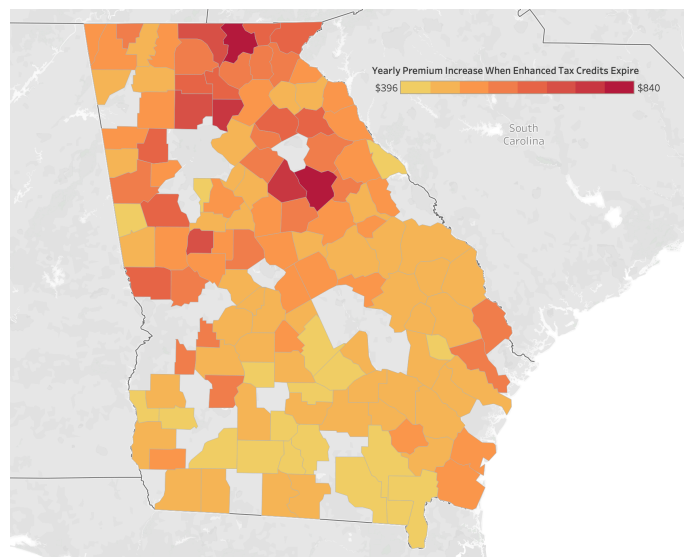 Yearly Premium Increase When Enhanced Tax Credits Expire
$396 $840
South
Carolina